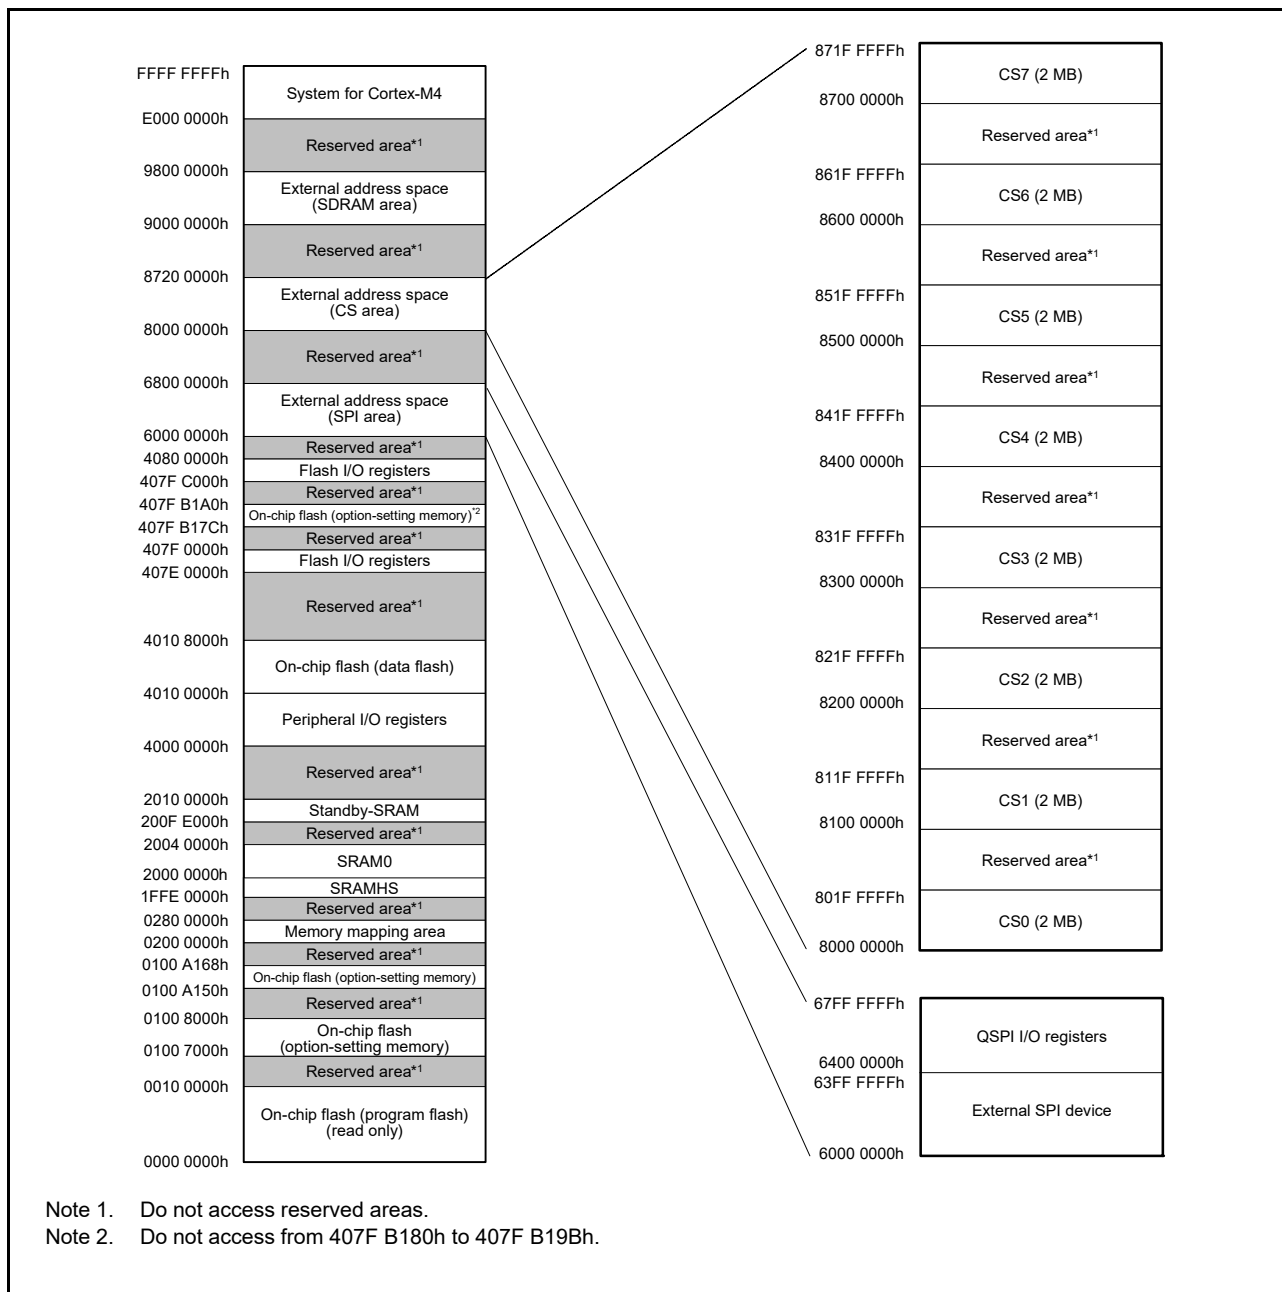 FFFF FFFFh
System for Cortex-M4
E000 0000h
Reserved area*1
9800 0000h
External address space
(SDRAM area)
9000 0000h
Reserved area*1
8720 0000h
External address space
(CS area)
8000 0000h
Reserved area*1
6800 0000h
External address space
(SPI area)
6000 0000h
Reserved area*1
4080 0000h
Flash I/O registers
407F C000h
Reserved area*1
407F B1A0h
On-chip flash (option-setting memory)*2
407F B17Ch
Reserved area*1
407F 0000h
Flash I/O registers
407E 0000h
Reserved area*1
4010 8000h
On-chip flash (data flash)
4010 0000h
Peripheral I/O registers
4000 0000h
Reserved area*1
2010 0000h
Standby-SRAM
200F E000h
Reserved area*1
2004 0000h
SRAM0
2000 0000h
SRAMHS
1FFE 0000h
Reserved area*1
0280 0000h
Memory mapping area
0200 0000h
Reserved area*1
0100 A168h
On-chip flash (option-setting memory)
0100 A150h
Reserved area*1
0100 8000h
On-chip flash
(option-setting memory)
0100 7000h
Reserved area*1
0010 0000h
On-chip flash (program flash)
(read only)
0000 0000h
871F FFFFh
CS7 (2 MB)
8700 0000h
Reserved area*1
861F FFFFh
CS6 (2 MB)
8600 0000h
Reserved area*1
851F FFFFh
CS5 (2 MB)
8500 0000h
Reserved area*1
841F FFFFh
CS4 (2 MB)
8400 0000h
Reserved area*1
831F FFFFh
CS3 (2 MB)
8300 0000h
Reserved area*1
821F FFFFh
CS2 (2 MB)
8200 0000h
Reserved area*1
811F FFFFh
CS1 (2 MB)
8100 0000h
Reserved area*1
801F FFFFh
CS0 (2 MB)
8000 0000h
67FF FFFFh
QSPI I/O registers
6400 0000h
63FF FFFFh
External SPI device
6000 0000h
Note 1. Do not access reserved areas.
Note 2. Do not access from 407F B180h to 407F B19Bh.